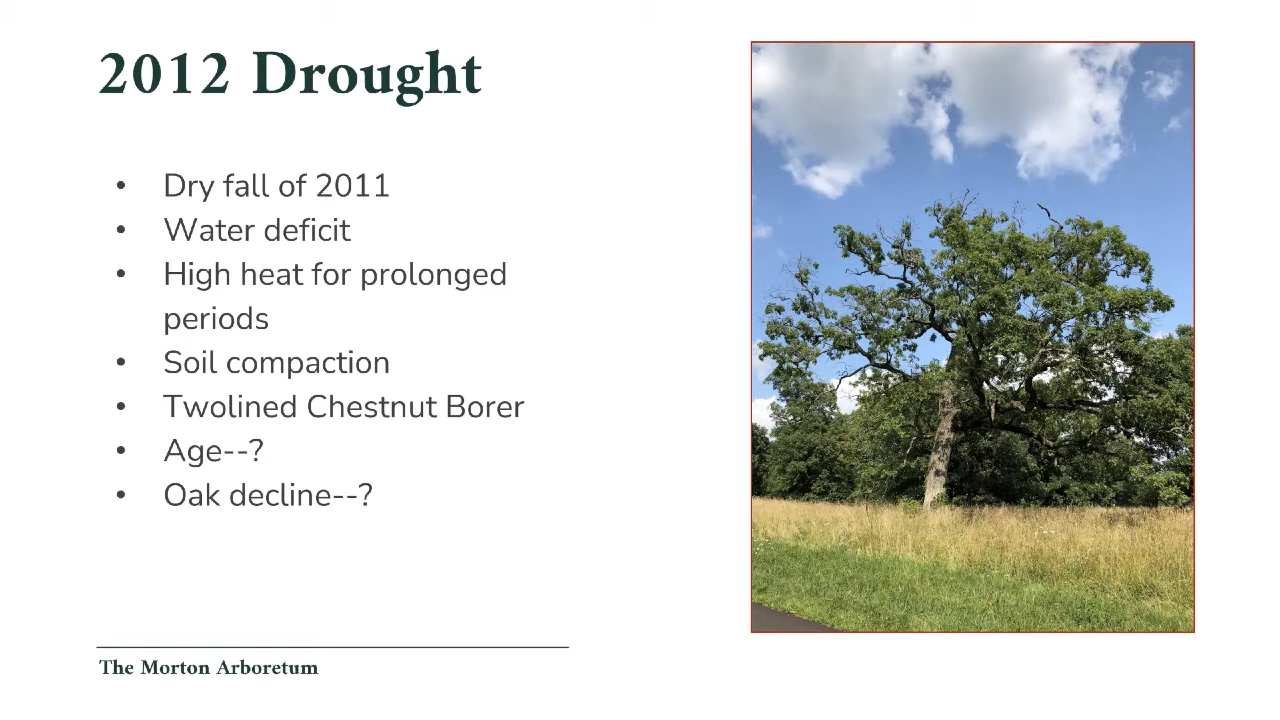 2012 Drought
• Dry fall of 2011
• Water deficit
• High heat for prolonged
periods
• Soil compaction
• Twolined Chestnut Borer
• Age--?
• Oak decline--?
The Morton Arboretum